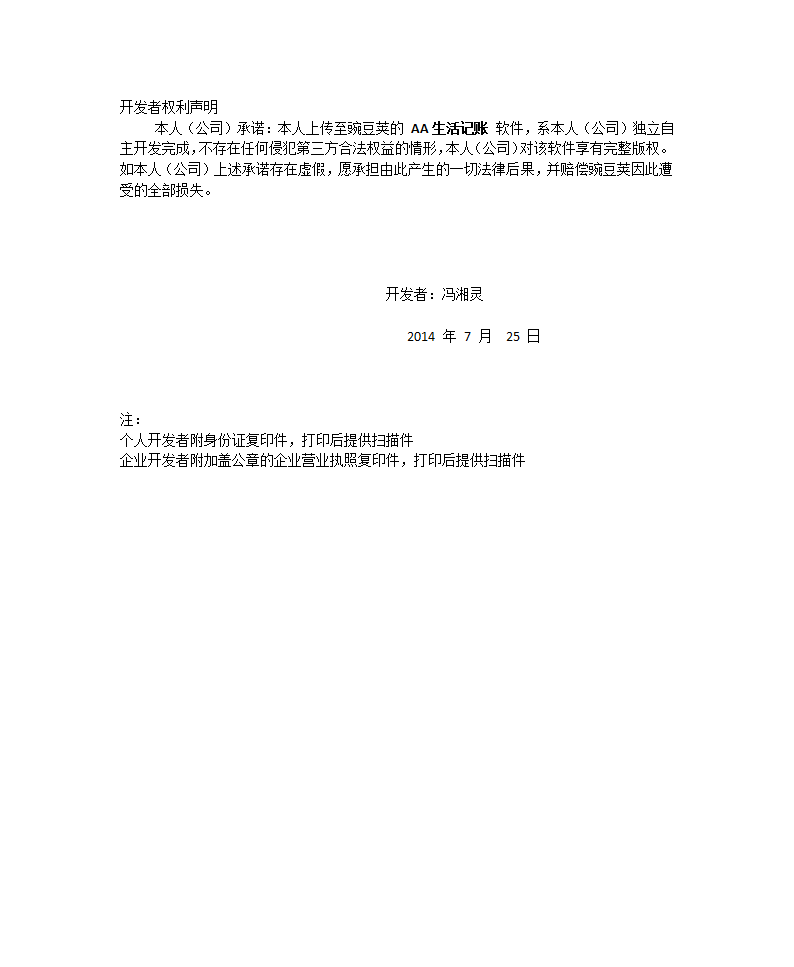 开发者权利声明
本人（公司）承诺：本人上传至豌豆荚的 AA生活记账 软件，系本人（公司）独立自
主开发完成，不存在任何侵犯第三方合法权益的情形，本人（公司）对该软件享有完整版权。
如本人（公司）上述承诺存在虚假，愿承担由此产生的一切法律后果，并赔偿豌豆荚因此遭
受的全部损失。
开发者：冯湘灵
2014 年 7 月 25 日
注：
个人开发者附身份证复印件，打印后提供扫描件
企业开发者附加盖公章的企业营业执照复印件，打印后提供扫描件